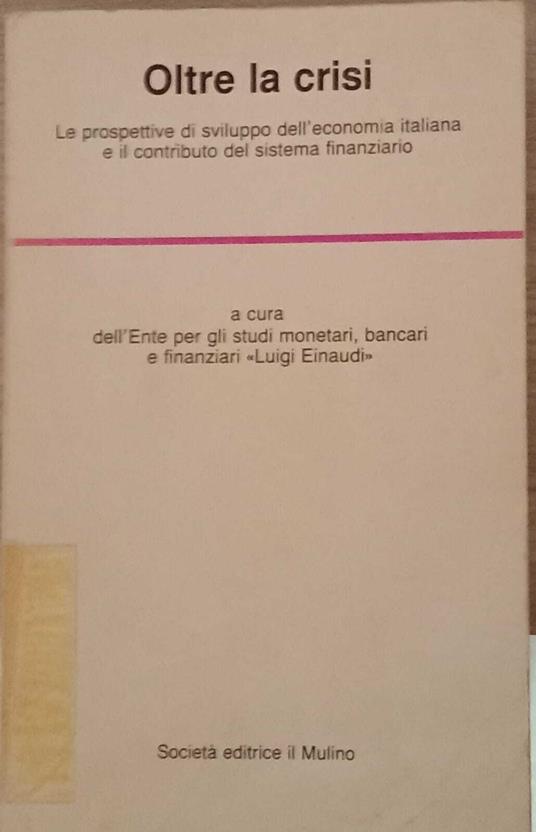 Oltre la crisi
Le prospettive di sviluppo dell'economia italiana
e il contributo del sistema finanziario
a cura
dell'Ente per gli studi monetari, bancari
e finanziari «Luigi Einaudi»
Società editrice il Mulino